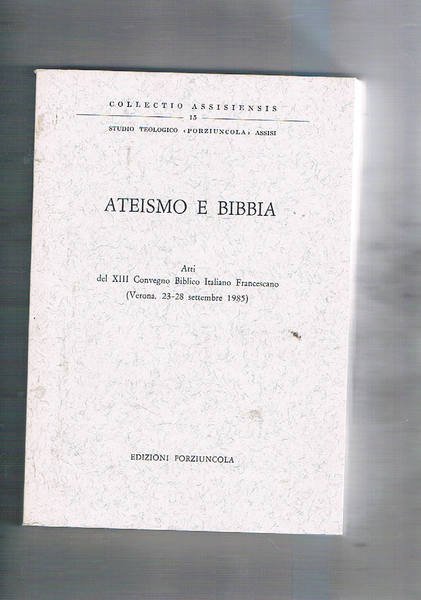 COLLECTIO ASSISIENSIS
15
STUDIO TEOLOGICO «PORZIUNCOLA» ASSISI
ATEISMO E BIBBIA
Atti
del XIII Convegno Biblico Italiano Francescano
(Verona, 23-28 settembre 1985)
EDIZIONI PORZIUNCOLA